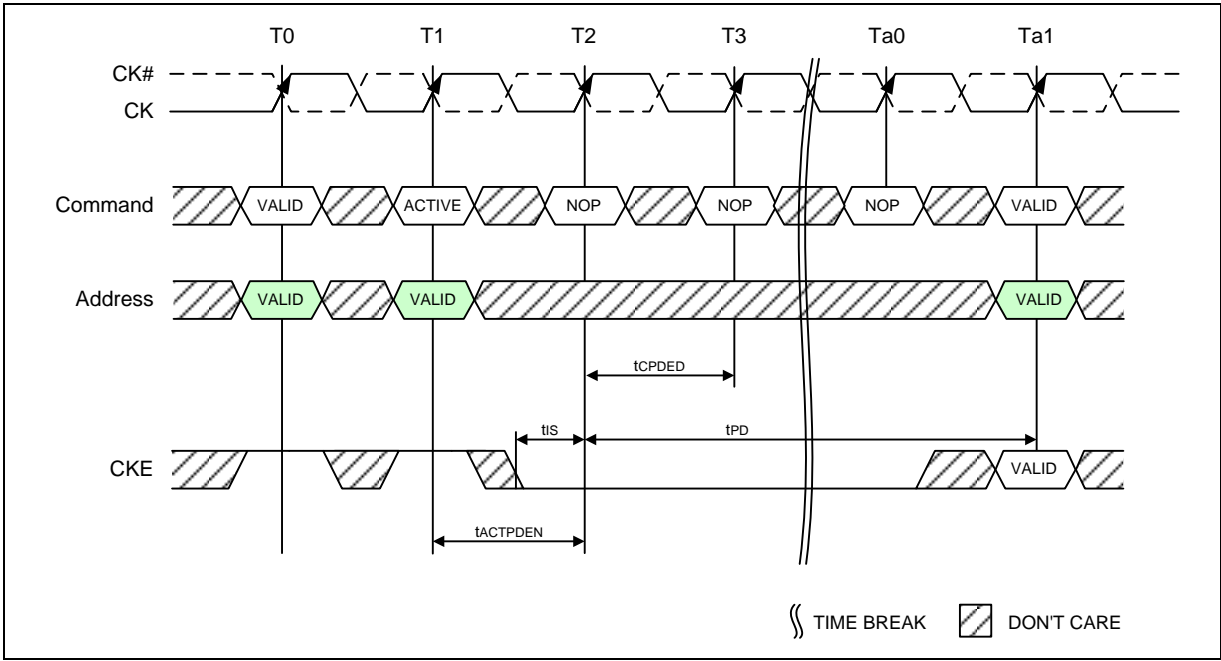 T0 T1 T2 T3 Ta0 Ta1
CK#
CK
Command VALID ACTIVE NOP NOP NOP VALID
Address VALID VALID VALID
tCPDED
tIS tPD
CKE VALID
tACTPDEN
TIME BREAK DON'T CARE